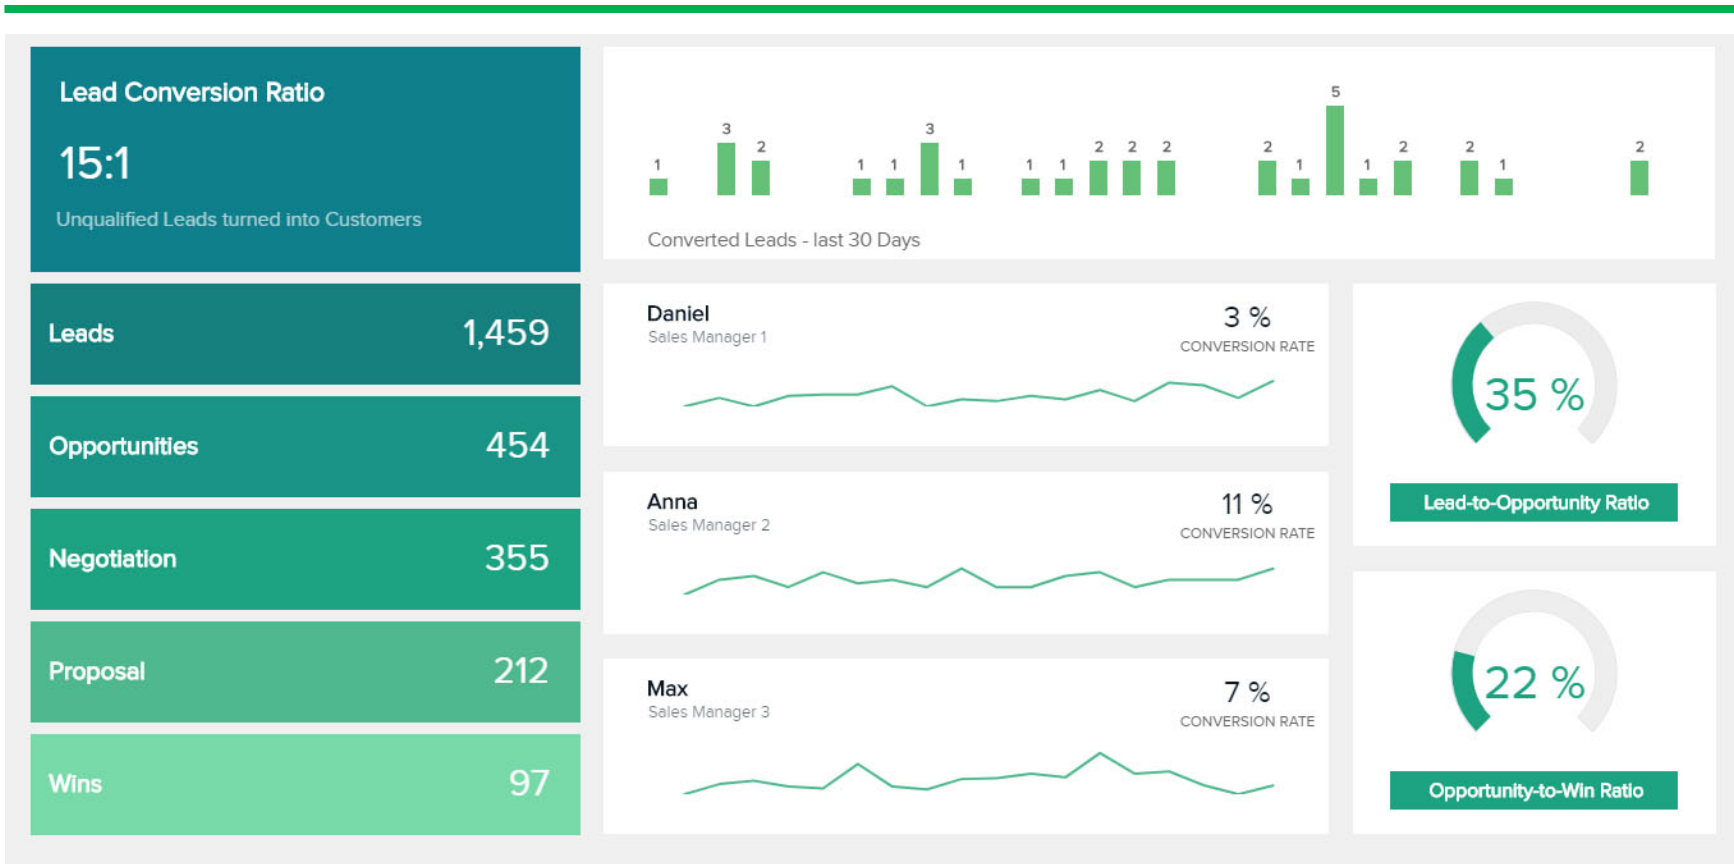 Lead Conversion Ratio
15:1
Unqualified Leads turned into Customers
Leads 1,459
Opportunities 454
Negotiation 355
Proposal 212
Wins 97
1 3 2 1 1 3 1 1 1 2 2 2 2 1 5 1 2 2 1 2
Converted Leads - last 30 Days
Daniel 3 %
Sales Manager 1 CONVERSION RATE
Anna 11 %
Sales Manager 2 CONVERSION RATE
Max 7 %
Sales Manager 3 CONVERSION RATE
35 %
Lead-to-Opportunity Ratio
22 %
Opportunity-to-Win Ratio